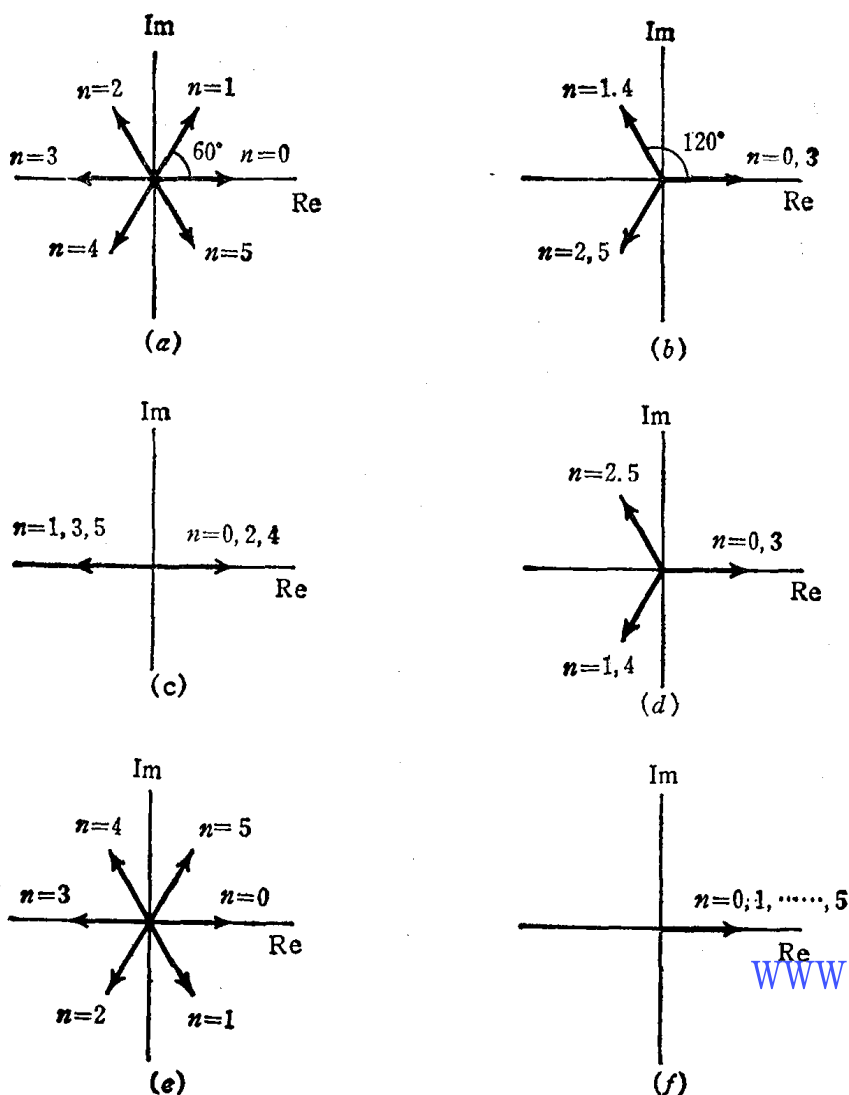 Im
n=2
n=1
60°
n=3
n=0
Re
n=4
n=5
(a)
Im
n=1.4
120°
n=0,3
Re
n=2,5
(b)
Im
n=1,3,5
n=0,2,4
Re
(c)
Im
n=2.5
n=0,3
Re
n=1,4
(d)
Im
n=4
n=5
n=3
n=0
Re
n=2
n=1
(e)
Im
n=0,1,……,5
Re
WWW
(f)